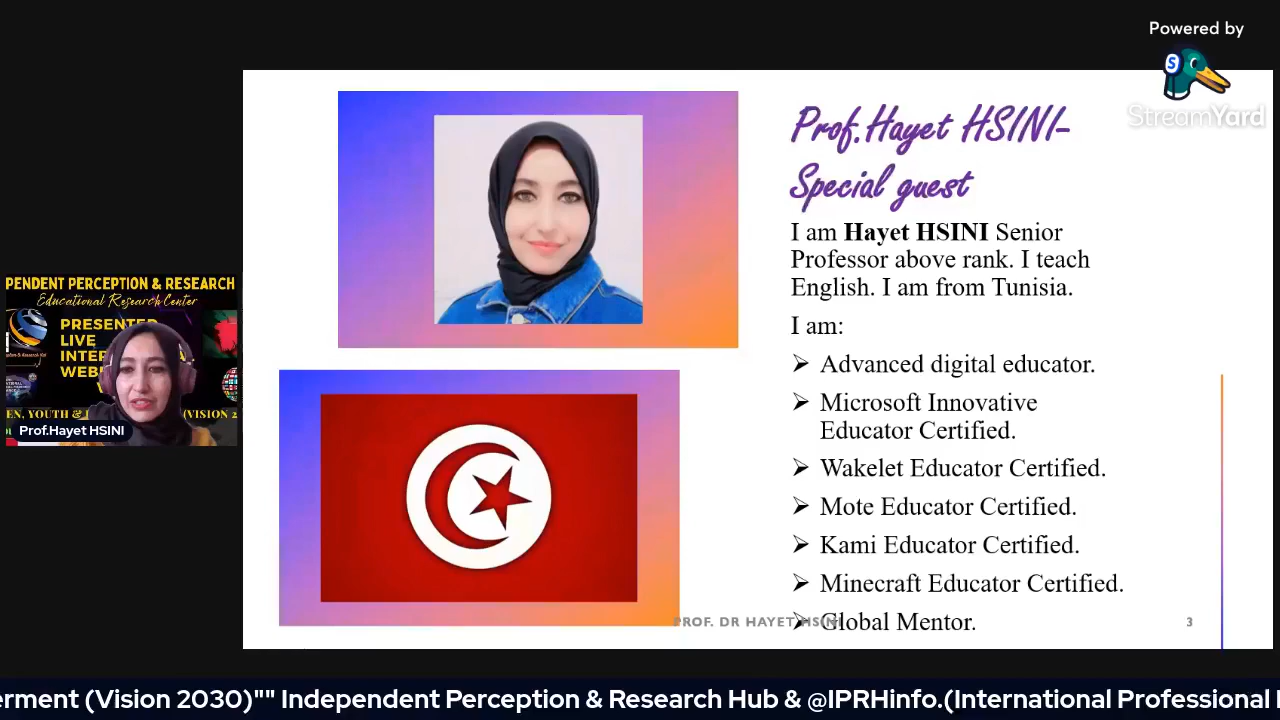 Powered by
S
StreamYard
Prof.Hayet HSINI-
Special guest
I am Hayet HSINI Senior
Professor above rank. I teach
English. I am from Tunisia.
I am:
➢ Advanced digital educator.
➢ Microsoft Innovative
Educator Certified.
➢ Wakelet Educator Certified.
➢ Mote Educator Certified.
➢ Kami Educator Certified.
➢ Minecraft Educator Certified.
➢ Global Mentor.
PROF. DR HAYET HSINI
3
PENDENT PERCEPTION & RESEARCH
Educational Research Center
PRESENTED
LIVE
INTER
WEB
EN, YOUTH &
(VISION 2
Prof.Hayet HSINI
erment (Vision 2030)"" Independent Perception & Research Hub & @IPRHinfo.(International Professional